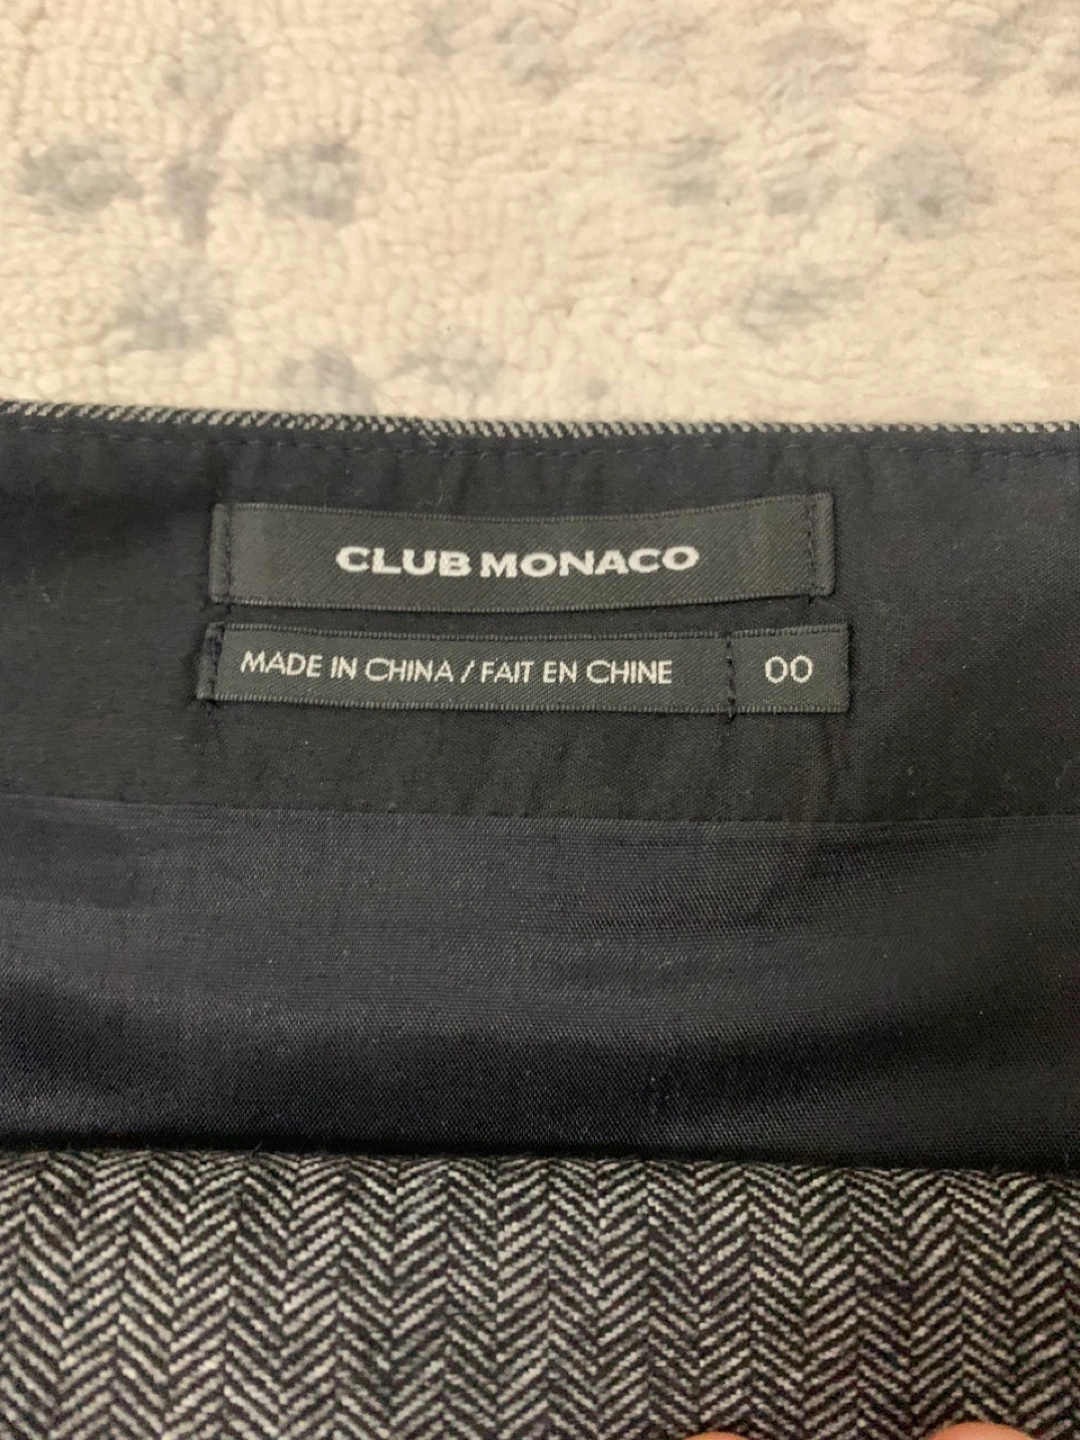 CLUB MONACO
MADE IN CHINA / FAIT EN CHINE 00